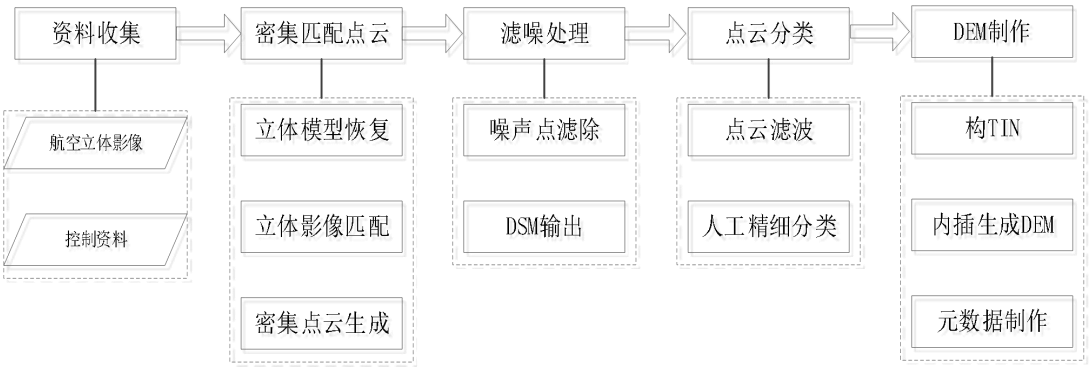 资料收集
密集匹配点云
滤噪处理
点云分类
DEM制作
航空立体影像
控制资料
立体模型恢复
立体影像匹配
密集点云生成
噪声点滤除
DSM输出
点云滤波
人工精细分类
构TIN
内插生成DEM
元数据制作